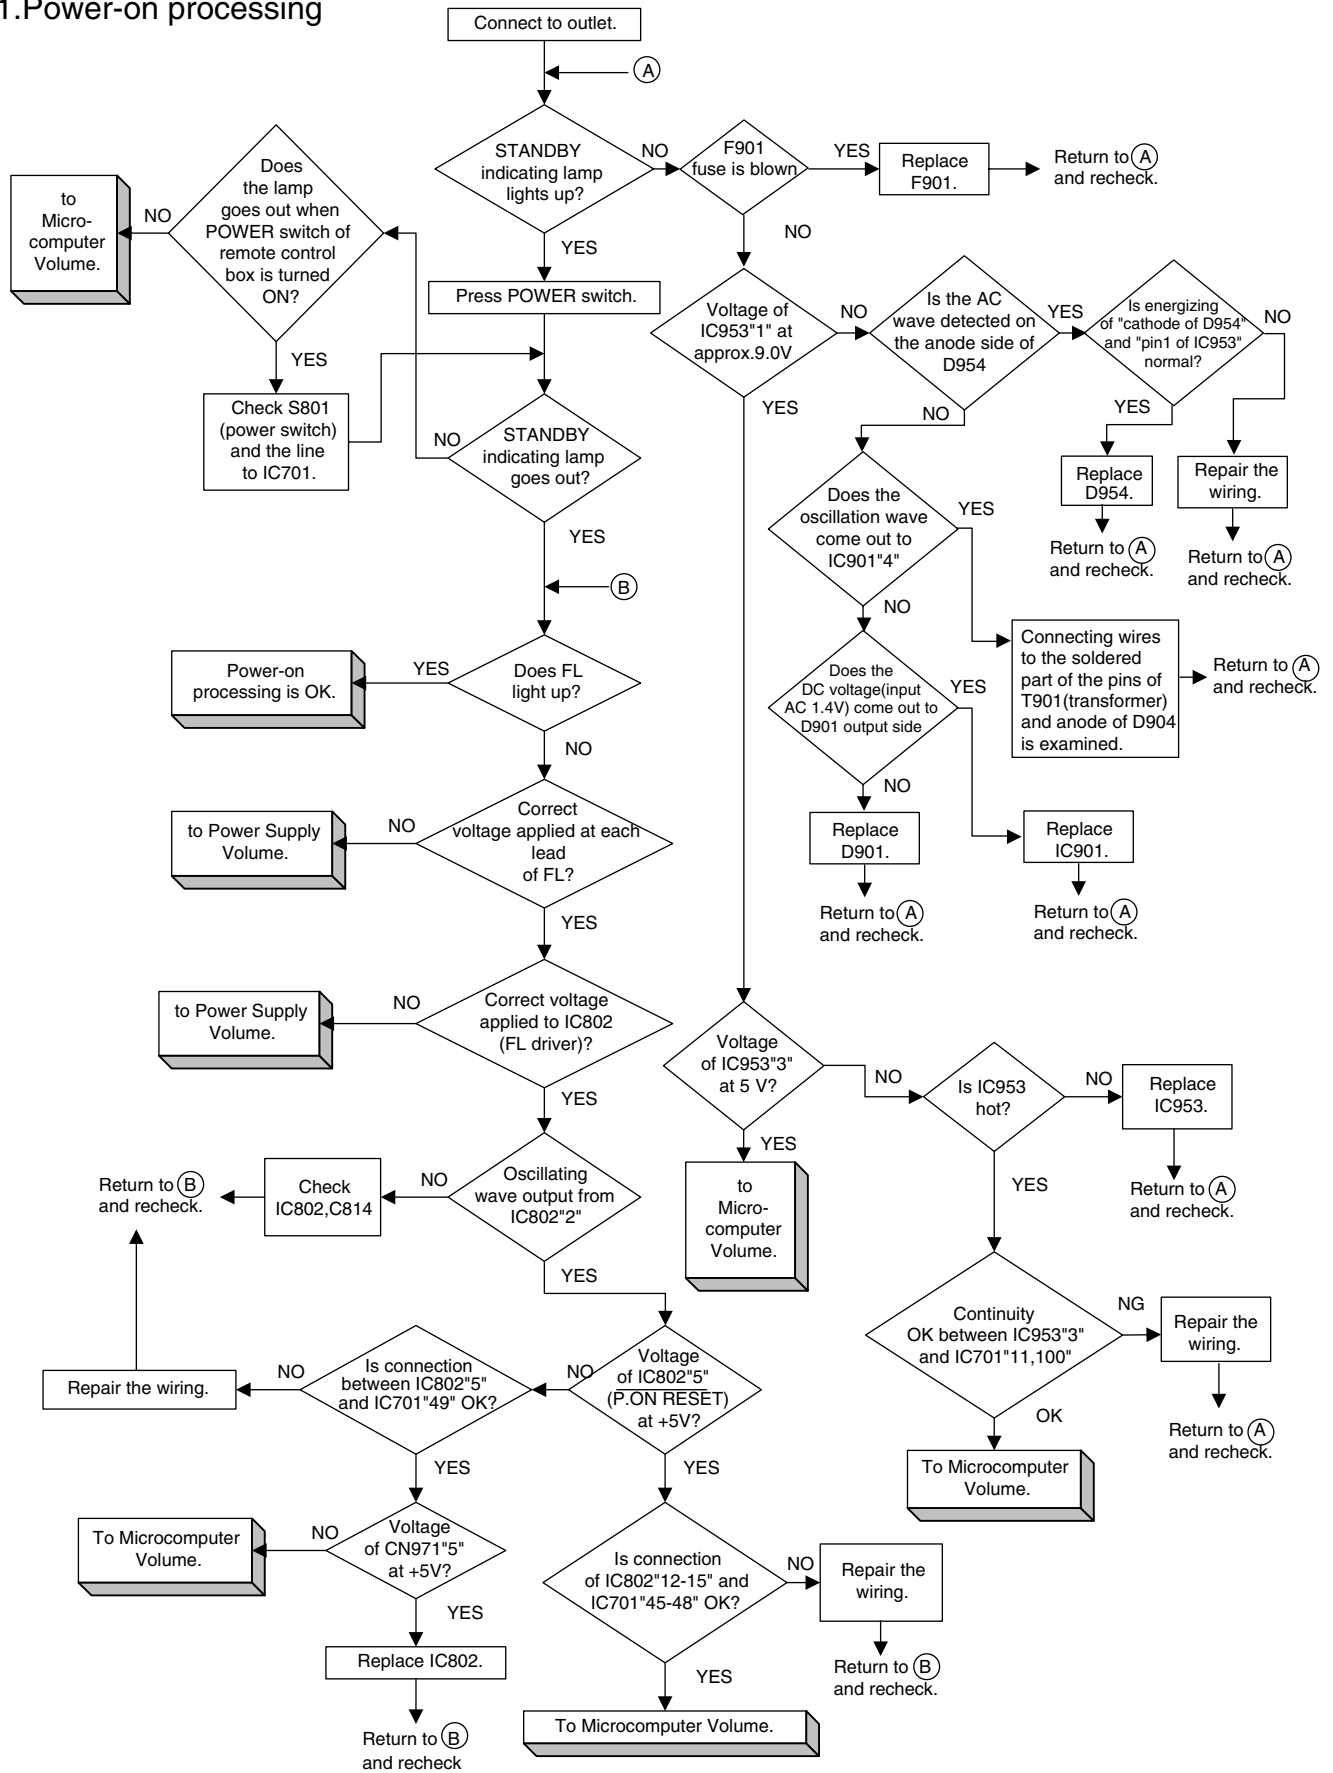 1.Power-on processing
Connect to outlet.
A
STANDBY
indicating lamp
lights up?
NO
F901
fuse is blown
YES
Replace
F901.
Return to A
and recheck.
YES
NO
Press POWER switch.
Does
the lamp
goes out when
POWER switch of
remote control
box is turned
ON?
NO
to
Micro-
computer
Volume.
YES
Check S801
(power switch)
and the line
to IC701.
STANDBY
indicating lamp
goes out?
NO
YES
B
Voltage of
IC953"1" at
approx.9.0V
NO
YES
Is the AC
wave detected on
the anode side of
D954
YES
NO
Is energizing
of "cathode of D954"
and "pin1 of IC953"
normal?
NO
YES
Replace
D954.
Return to A
and recheck.
Repair the
wiring.
Return to A
and recheck.
Does the
oscillation wave
come out to
IC901"4"
YES
NO
Connecting wires
to the soldered
part of the pins of
T901(transformer)
and anode of D904
is examined.
Return to A
and recheck.
Does the
DC voltage(input
AC 1.4V) come out to
D901 output side
YES
NO
Replace
D901.
Return to A
and recheck.
Replace
IC901.
Return to A
and recheck.
Does FL
light up?
YES
Power-on
processing is OK.
NO
Correct
voltage applied at each
lead
of FL?
NO
to Power Supply
Volume.
YES
Correct voltage
applied to IC802
(FL driver)?
NO
to Power Supply
Volume.
YES
Oscillating
wave output from
IC802"2"
NO
Check
IC802,C814
Return to B
and recheck.
YES
Voltage
of IC953"3"
at 5 V?
NO
YES
to
Micro-
computer
Volume.
Is IC953
hot?
NO
Replace
IC953.
Return to A
and recheck.
YES
Continuity
OK between IC953"3"
and IC701"11,100"
NG
Repair the
wiring.
Return to A
and recheck.
OK
To Microcomputer
Volume.
Voltage
of IC802"5"
(P.ON RESET)
at +5V?
NO
YES
Is connection
between IC802"5"
and IC701"49" OK?
NO
Repair the wiring.
YES
Voltage
of CN971"5"
at +5V?
NO
To Microcomputer
Volume.
YES
Replace IC802.
Return to B
and recheck
Is connection
of IC802"12-15" and
IC701"45-48" OK?
NO
Repair the
wiring.
Return to B
and recheck.
YES
To Microcomputer Volume.